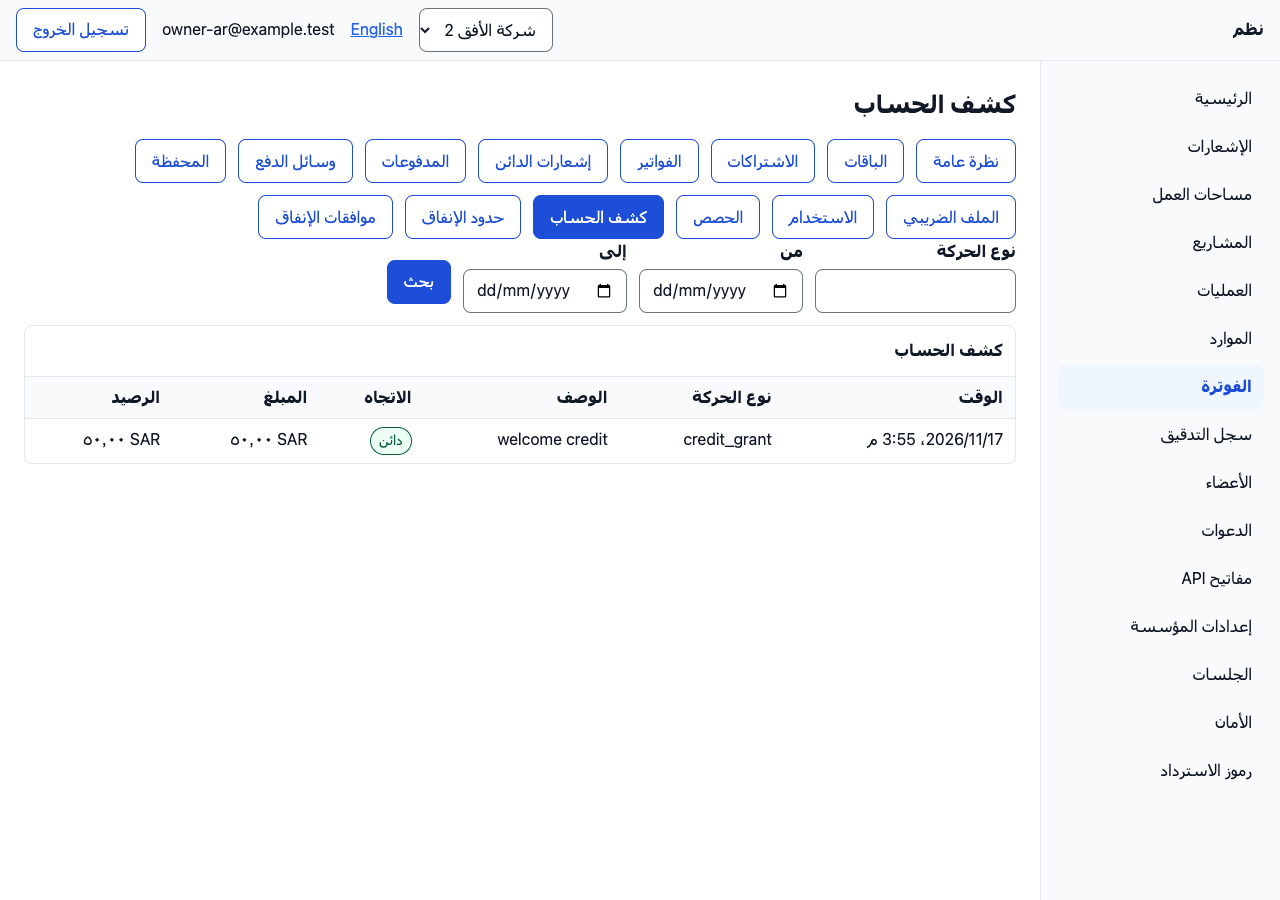 نظم
شركة الأفق 2
English
owner-ar@example.test
تسجيل الخروج
الرئيسية
الإشعارات
مساحات العمل
المشاريع
العمليات
الموارد
الفوترة
سجل التدقيق
الأعضاء
الدعوات
مفاتيح API
إعدادات المؤسسة
الجلسات
الأمان
رموز الاسترداد
كشف الحساب
نظرة عامة الباقات الاشتراكات الفواتير إشعارات الدائن المدفوعات وسائل الدفع المحفظة
الملف الضريبي الاستخدام الحصص كشف الحساب حدود الإنفاق موافقات الإنفاق
نوع الحركة من إلى
dd/mm/yyyy dd/mm/yyyy بحث
كشف الحساب
الوقت نوع الحركة الوصف الاتجاه المبلغ الرصيد
2026/11/17، 3:55 م credit_grant welcome credit دائن SAR ٥٠,٠٠ SAR ٥٠,٠٠